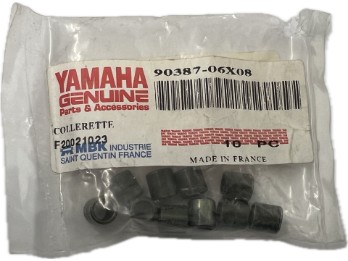 YAMAHA
GENUINE
Parts & Accessories
90387-06X08
COLLERETTE
F20021023
MBK INDUSTRIE
SAINT QUENTIN FRANCE
10 PC
MADE IN FRANCE